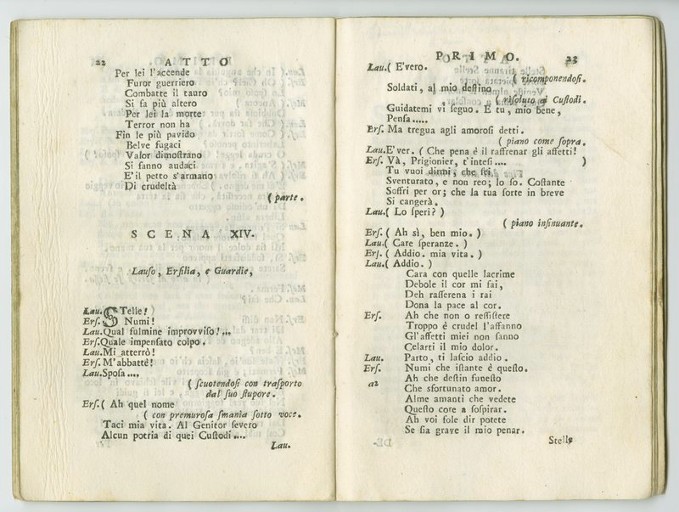 22 ATTO
Per lei l'accende
Furor guerriero
Combatte il tauro
Si fa più altero
Per lei la morte
Terror non ha
Fin le più pavido
Belve fugaci
Valor dimostrano
Si fanno audaci
E'il petto s'armano
Di crudeltà
( parte.
SCENA XIV.
Lauso, Ersilia, e Guardie,
Lau. STelle!
Ers. Numi!
Lau. Qual fulmine improvviso!...
Ers. Quale impensato colpo.
Lau. Mi atterrò!
Ers. M'abbattè!
Lau. Sposa....
( scuotendosi con trasporto
dal suo stupore.
Ers. ( Ah quel nome
( con premurosa smania sotto voce.
Taci mia vita. Al Genitor severo
Alcun potria di quei Custodi....
Lau.
PRIMO. 23
Lau. ( E'vero.
( ricomponendosi.
Soldati, al mio destino
( risoluto ai Custodi.
Guidatemi vi seguo. E tu, mio bene,
Pensa.....
Ers. Ma tregua agli amorosi detti.
( piano come sopra.
Lau. E'ver. ( Che pena è il raffrenar gli affetti!
Ers. Và, Prigionier, t'intesi.... )
Tu vuoi dirmi, che sei
Sventurato, e non reo; lo so. Costante
Soffri per or; che la tua sorte in breve
Si cangerà.
Lau. ( Lo speri? )
( piano insinuante.
Ers. ( Ah sì, ben mio. )
Lau. ( Care speranze. )
Ers. ( Addio. mia vita. )
Lau. ( Addio. )
Cara con quelle lacrime
Debole il cor mi fai,
Deh rasserena i rai
Dona la pace al cor.
Ers. Ah che non o resistere
Troppo è crudel l'affanno
Gl'affetti miei non sanno
Celarti il mio dolor.
Lau. Parto, ti lascio addio.
Ers. Numi che istante è questo.
a2 Ah che destin funesto
Che sfortunato amor.
Alme amanti che vedete
Questo core a sospirar.
Ah voi fole dir potete
Se sia grave il mio penar.
Stelle